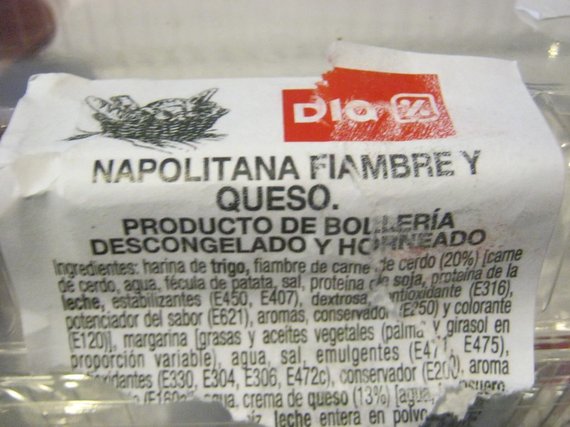 Dia %
NAPOLITANA FIAMBRE Y
QUESO.
PRODUCTO DE BOLLERÍA
DESCONGELADO Y HORNEADO
Ingredientes: harina de trigo, fiambre de carne de cerdo (20%) [carne
de cerdo, agua, fécula de patata, sal, proteína de soja, proteína de la
leche, estabilizantes (E450, E407), dextrosa, antioxidante (E316),
potenciador del sabor (E621), aromas, conservador (E250) y colorante
(E120)], margarina [grasas y aceites vegetales (palma y girasol en
proporción variable), agua, sal, emulgentes (E471, E475),
antioxidantes (E330, E304, E306, E472c), conservador (E202), aroma
agua, crema de queso (13%) [agua,
leche entera en polvo